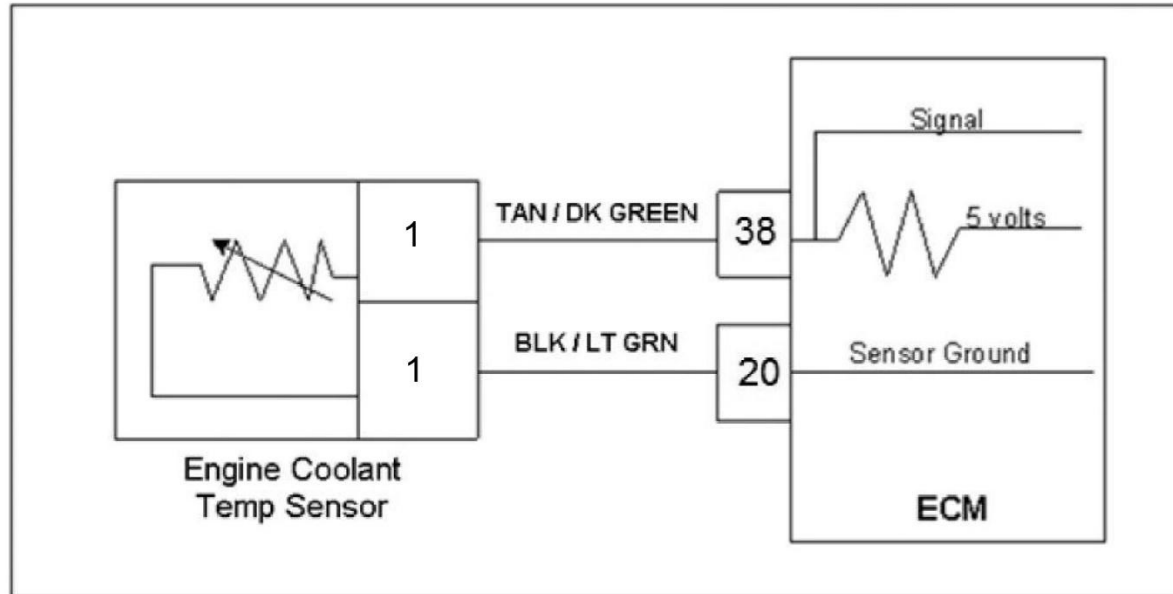 Signal
1
TAN / DK GREEN
38
5 volts
1
BLK / LT GRN
20
Sensor Ground
Engine Coolant
Temp Sensor
ECM